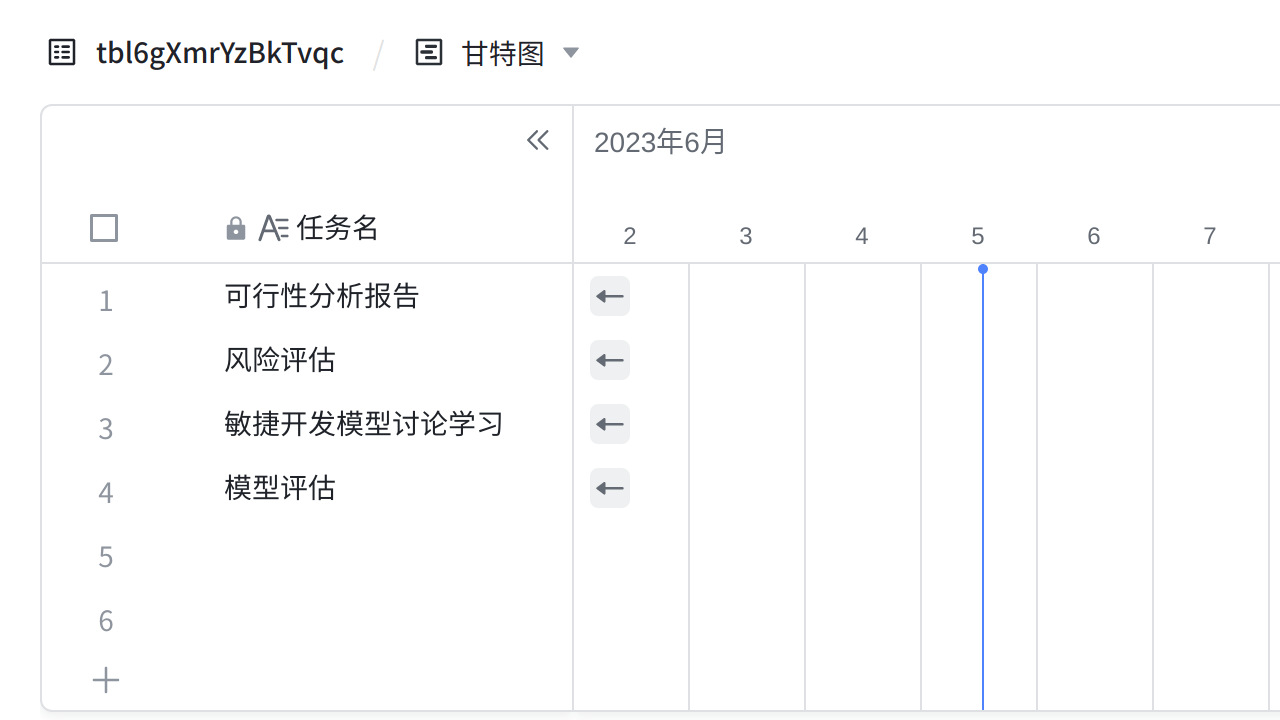 tbl6gXmrYzBkTvqc / 甘特图
2023年6月
任务名
2 3 4 5 6 7
1 可行性分析报告
2 风险评估
3 敏捷开发模型讨论学习
4 模型评估
5
6